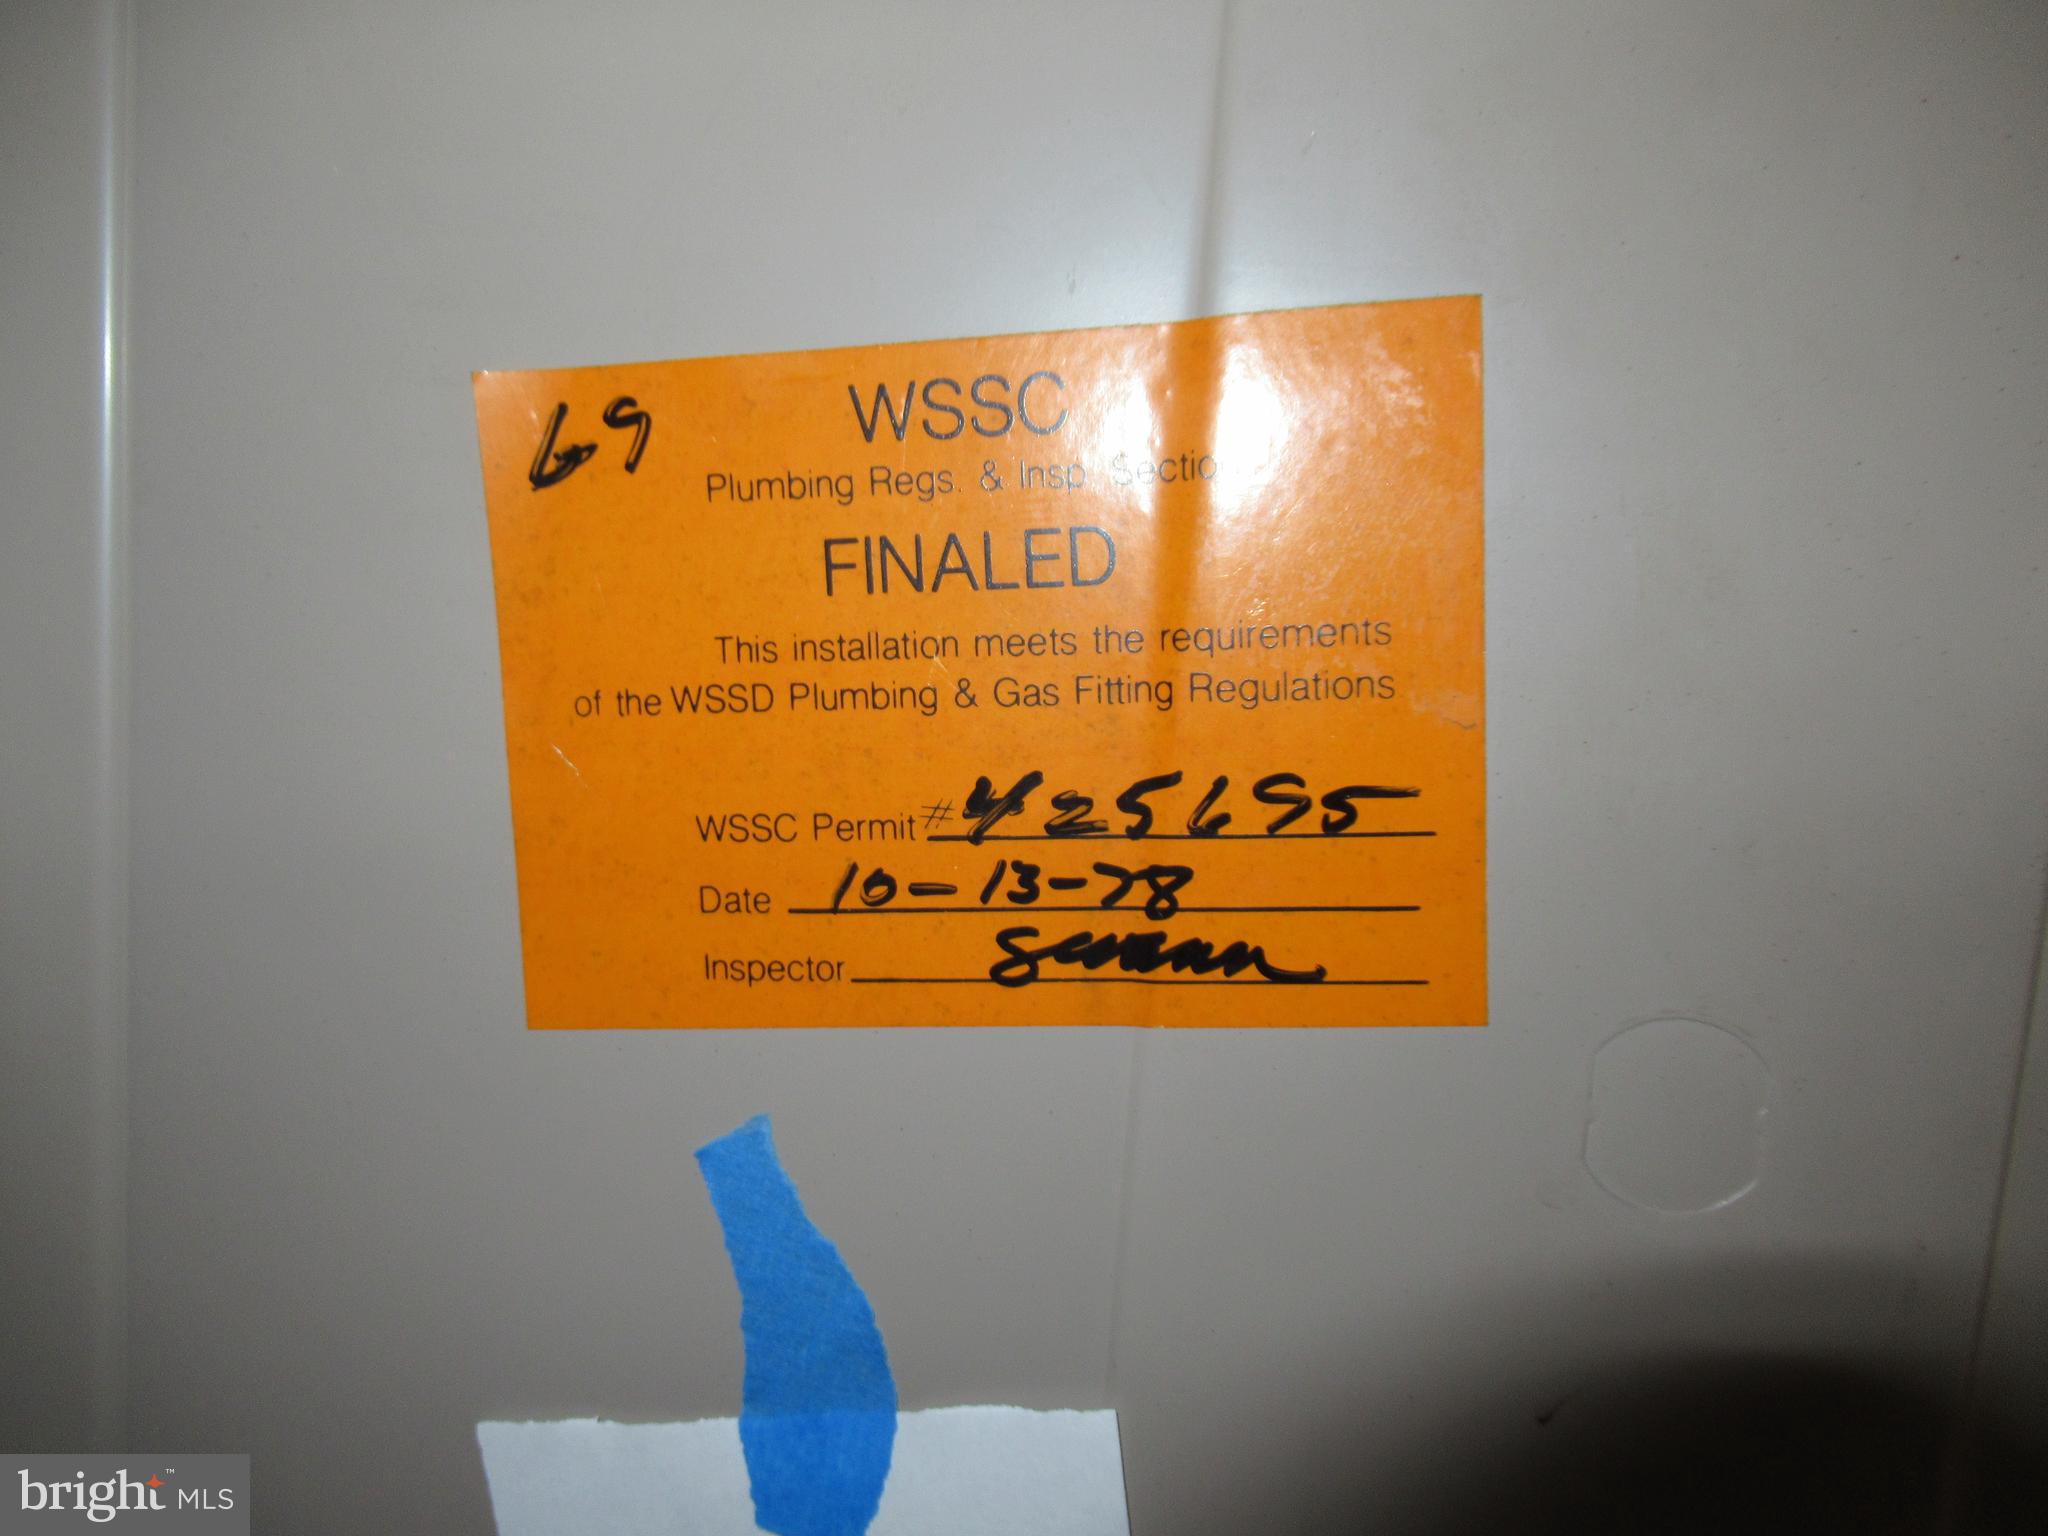 69
WSSC
Plumbing Regs. & Insp. Sectio
FINALED
This installation meets the requirements
of the WSSD Plumbing & Gas Fitting Regulations
WSSC Permit # 425695
Date 10-13-78
Inspector
bright™ MLS